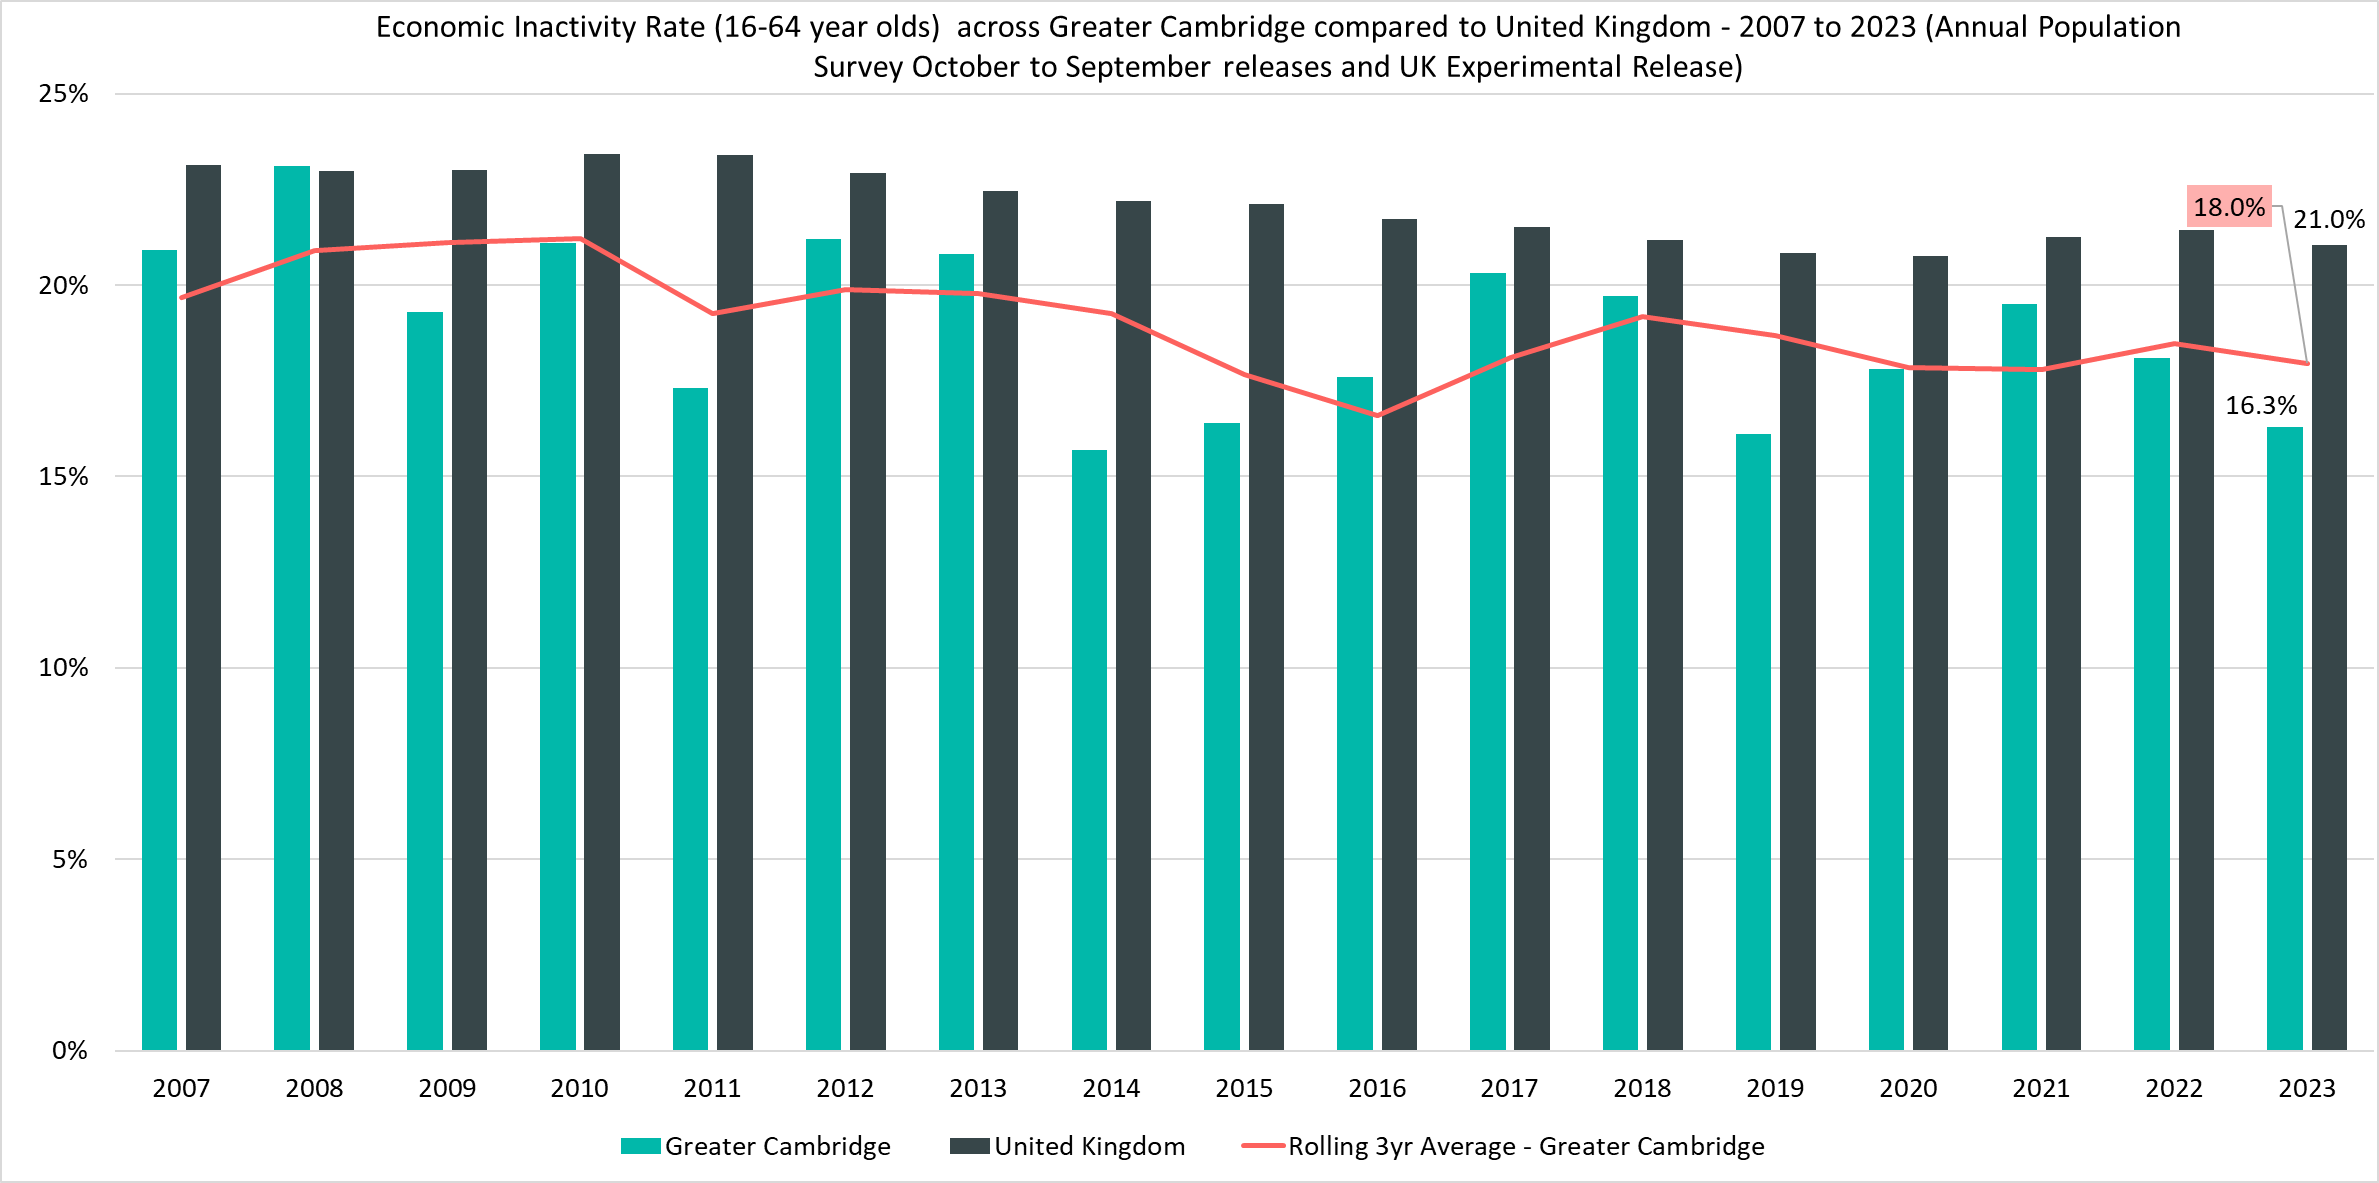 Economic Inactivity Rate (16-64 year olds)  across Greater Cambridge compared to United Kingdom - 2007 to 2023 (Annual Population
Survey October to September releases and UK Experimental Release)
25%
20%
15%
10%
5%
0%
18.0%
21.0%
16.3%
2007 2008 2009 2010 2011 2012 2013 2014 2015 2016 2017 2018 2019 2020 2021 2022 2023
Greater Cambridge United Kingdom Rolling 3yr Average - Greater Cambridge